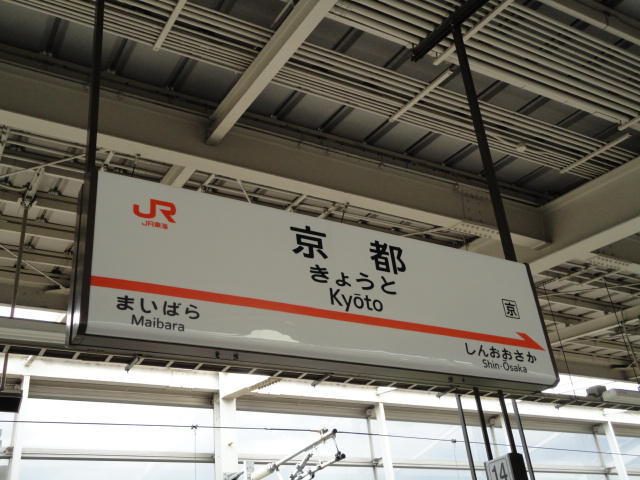 JR
JR東海
京都
きょうと
Kyōto
京
まいばら
Maibara
しんおおさか
Shin-Ōsaka
14